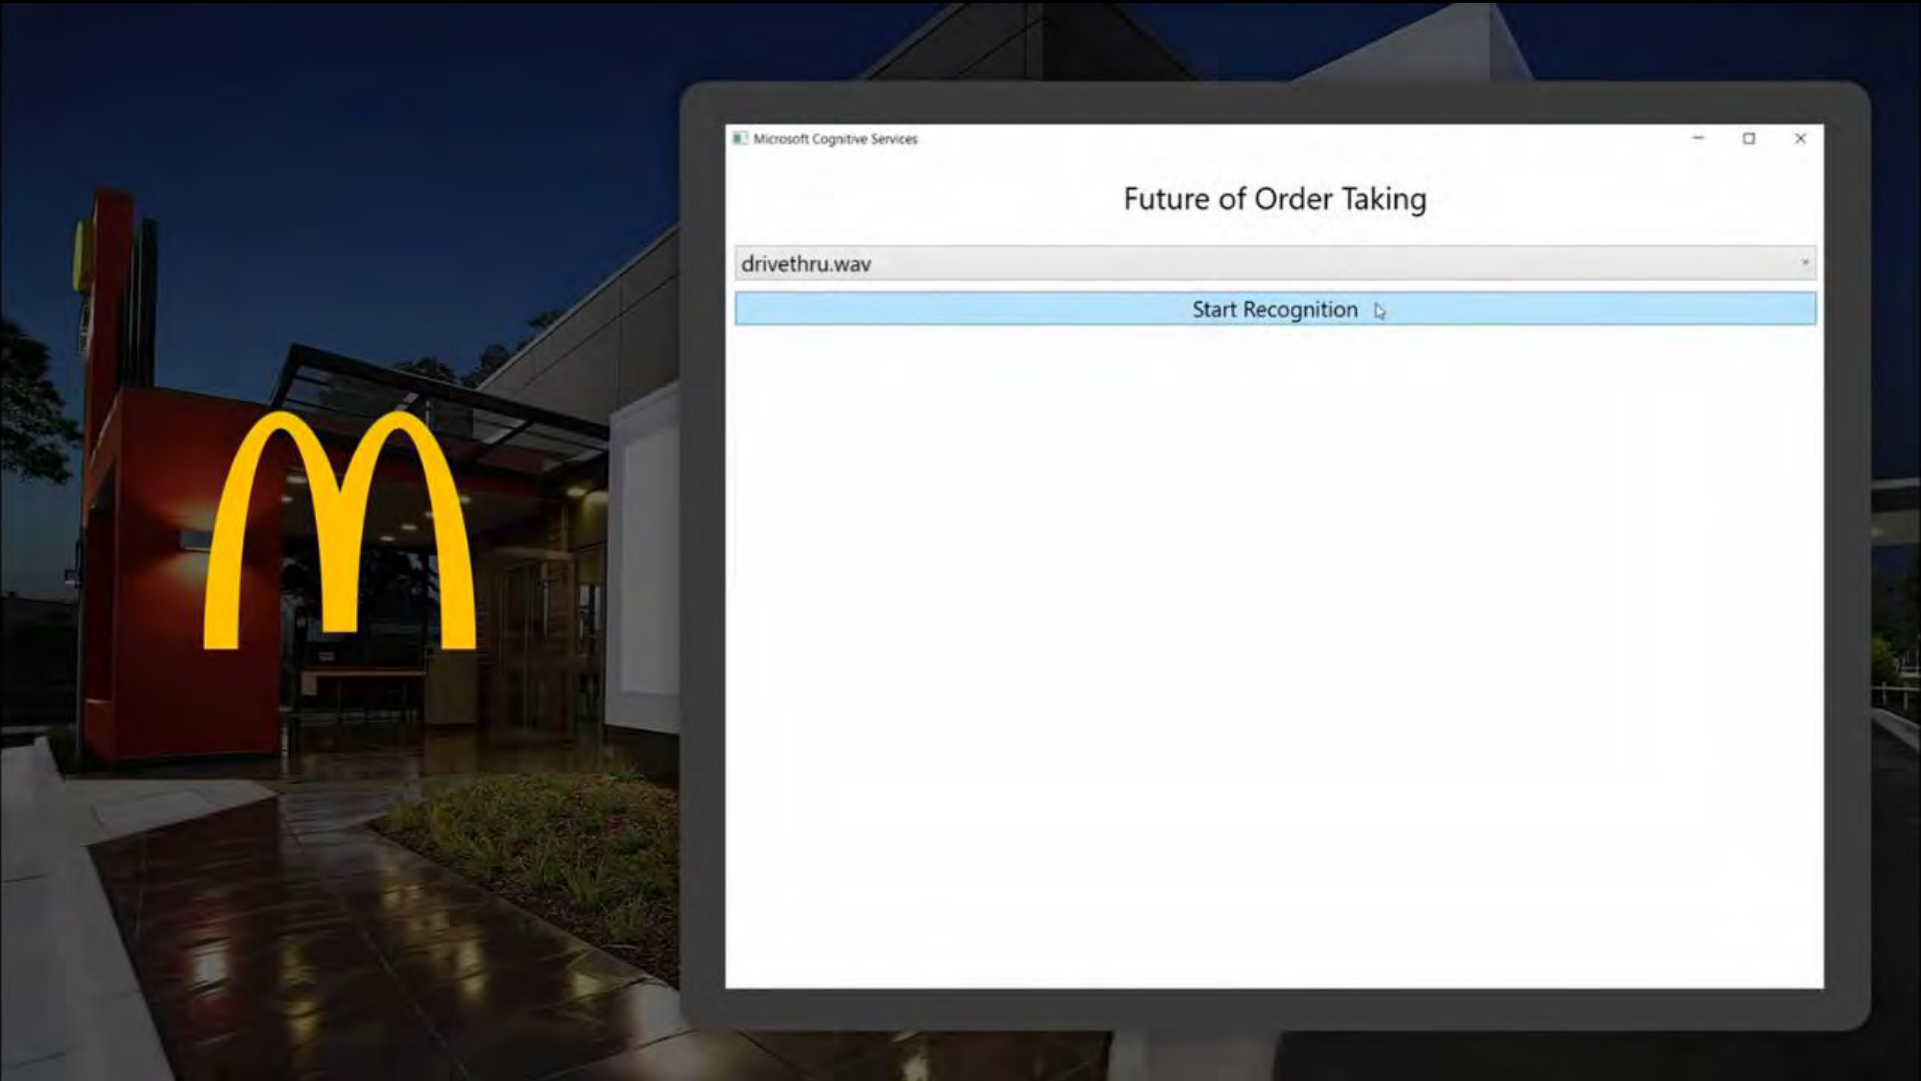 Microsoft Cognitive Services
Future of Order Taking
drivethru.wav
Start Recognition